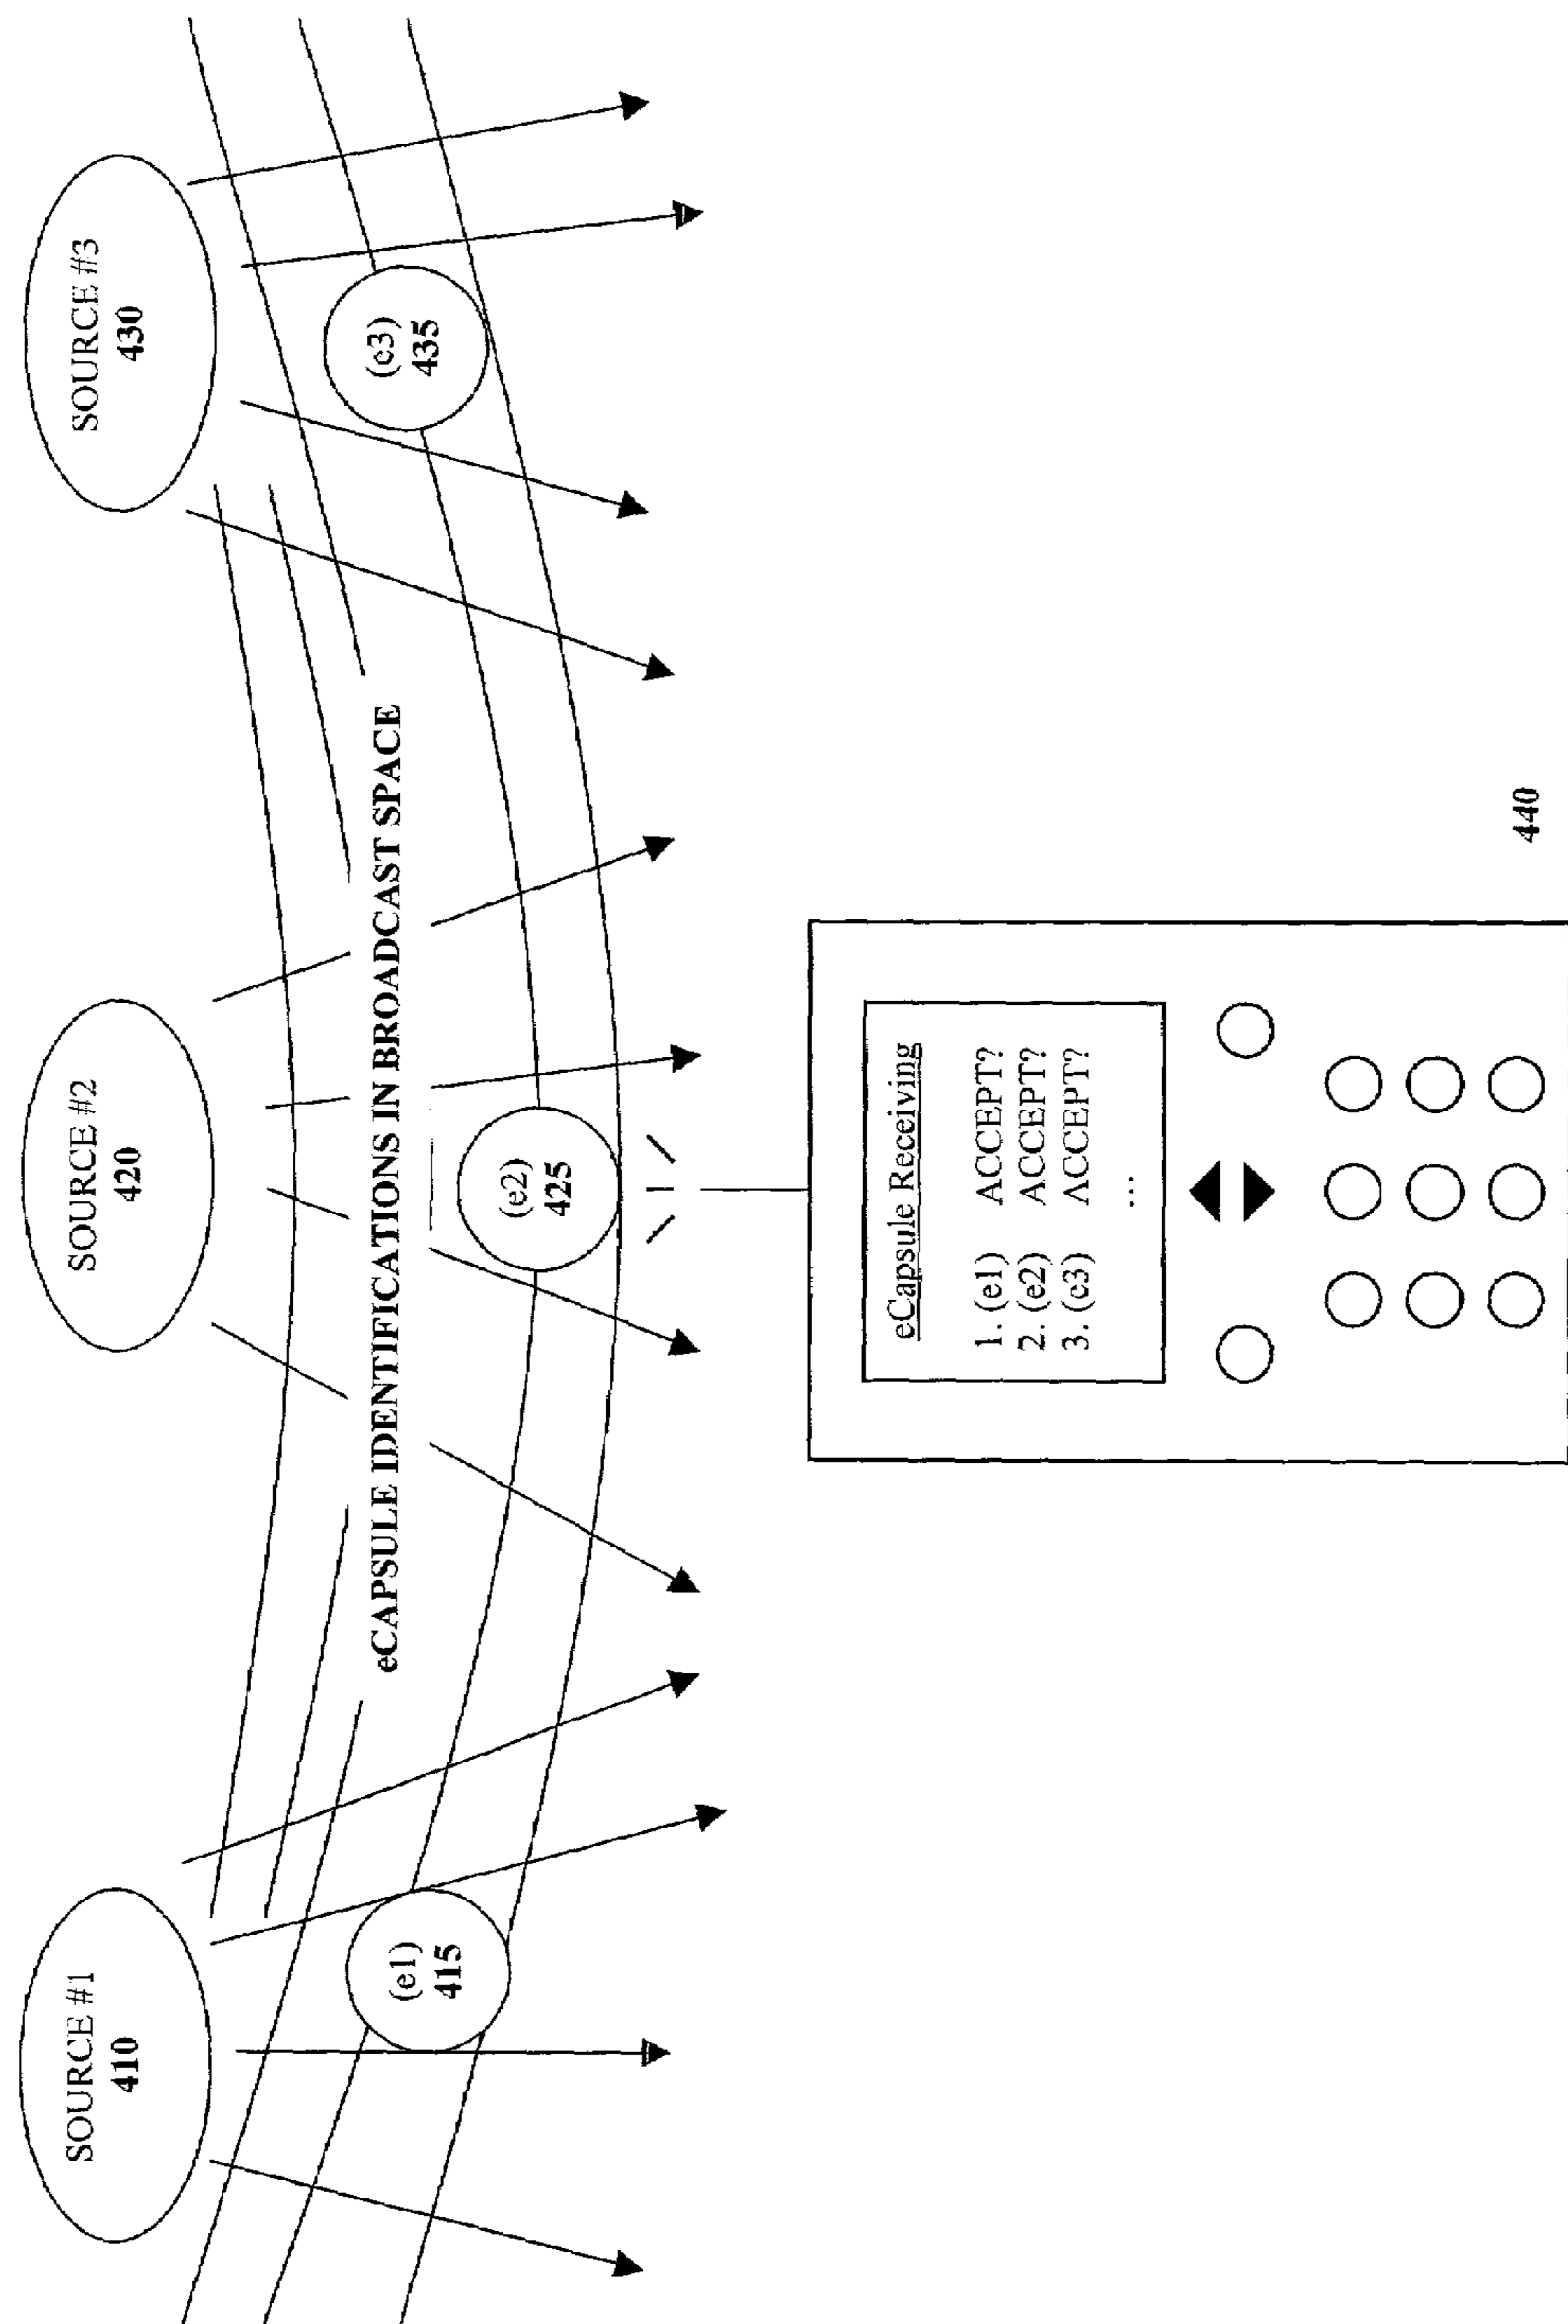 SOURCE #1
410
SOURCE #2
420
SOURCE #3
430
eCAPSULE IDENTIFICATIONS IN BROADCAST SPACE
(e1)
415
(e2)
425
(e3)
435
eCapsule Receiving
1. (e1) ACCEPT?
2. (e2) ACCEPT?
3. (e3) ACCEPT?
...
440